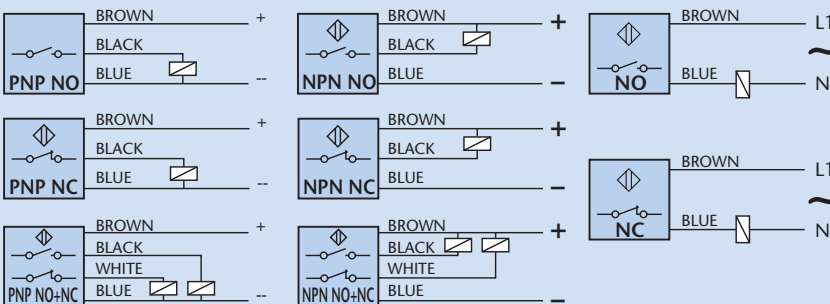 BROWN +
BLACK
BLUE --
PNP NO
BROWN +
BLACK
BLUE −
NPN NO
BROWN L1
~
BLUE N
NO
BROWN +
BLACK
BLUE --
PNP NC
BROWN +
BLACK
BLUE −
NPN NC
BROWN L1
~
BLUE N
NC
BROWN +
BLACK
WHITE
BLUE --
PNP NO+NC
BROWN +
BLACK
WHITE
BLUE −
NPN NO+NC